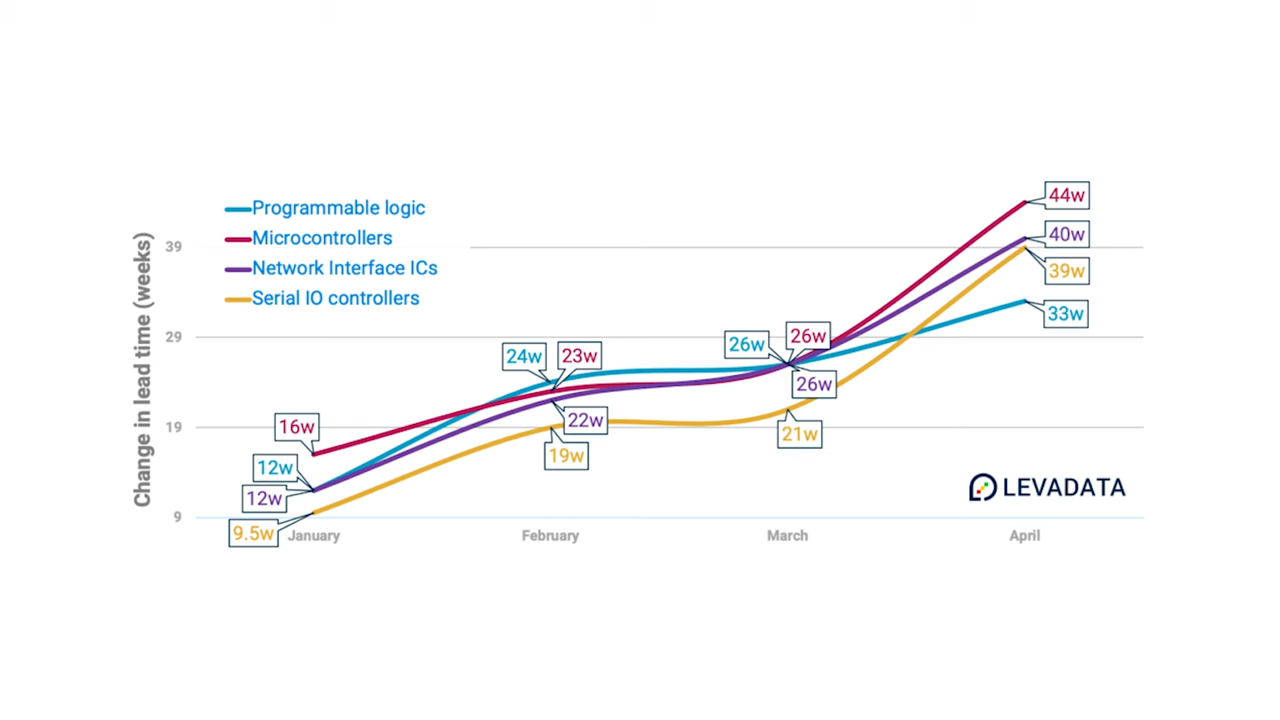 Programmable logic
Microcontrollers
Network Interface ICs
Serial IO controllers
Change in lead time (weeks)
39
29
19
9
16w
12w
12w
9.5w
24w
23w
22w
19w
26w
26w
26w
21w
44w
40w
39w
33w
LEVADATA
January
February
March
April